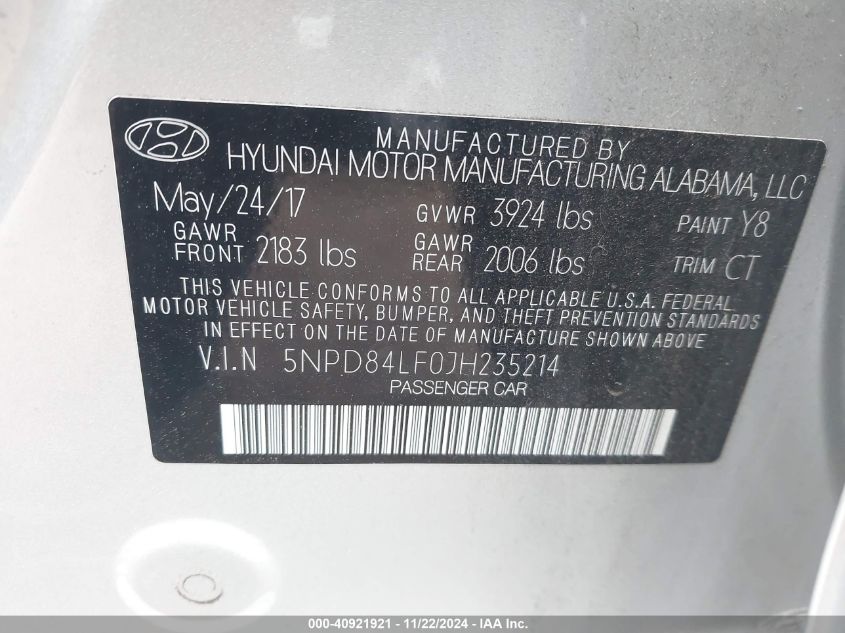 MANUFACTURED BY
HYUNDAI MOTOR MANUFACTURING ALABAMA, LLC
May/24/17 GVWR 3924 lbs PAINT Y8
GAWR FRONT 2183 lbs GAWR REAR 2006 lbs TRIM CT
THIS VEHICLE CONFORMS TO ALL APPLICABLE U.S.A. FEDERAL
MOTOR VEHICLE SAFETY, BUMPER, AND THEFT PREVENTION STANDARDS
IN EFFECT ON THE DATE OF MANUFACTURE SHOWN ABOVE.
V.I.N 5NPD84LF0JH235214
PASSENGER CAR
000-40921921 - 11/22/2024 - IAA Inc.